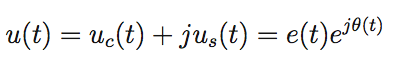 u(t) = u_c(t) + ju_s(t) = e(t)e^{jθ(t)}